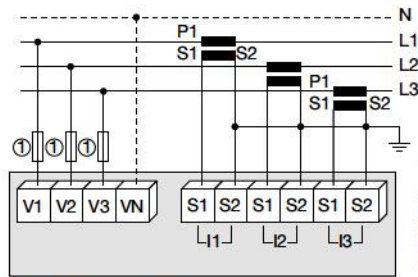 N
P1 L1
S1 S2
L2
P1
L3
S1 S2
① ① ①
V1 V2 V3 VN S1 S2 S1 S2 S1 S2
I1 I2 I3